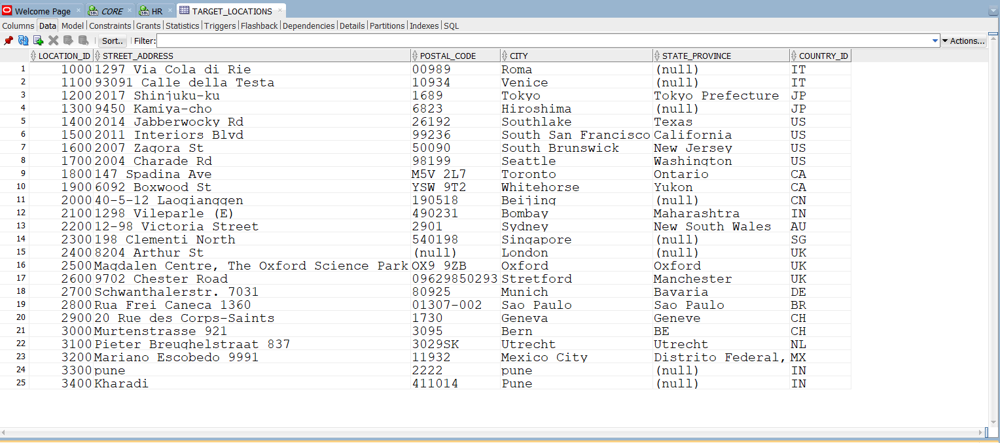 Welcome Page CORE HR TARGET_LOCATIONS
Columns Data Model Constraints Grants Statistics Triggers Flashback Dependencies Details Partitions Indexes SQL
Sort.. Filter: Actions...
LOCATION_ID STREET_ADDRESS POSTAL_CODE CITY STATE_PROVINCE COUNTRY_ID
1 1000 1297 Via Cola di Rie 00989 Roma (null) IT
2 1100 93091 Calle della Testa 10934 Venice (null) IT
3 1200 2017 Shinjuku-ku 1689 Tokyo Tokyo Prefecture JP
4 1300 9450 Kamiya-cho 6823 Hiroshima (null) JP
5 1400 2014 Jabberwocky Rd 26192 Southlake Texas US
6 1500 2011 Interiors Blvd 99236 South San Francisco California US
7 1600 2007 Zagora St 50090 South Brunswick New Jersey US
8 1700 2004 Charade Rd 98199 Seattle Washington US
9 1800 147 Spadina Ave M5V 2L7 Toronto Ontario CA
10 1900 6092 Boxwood St YSW 9T2 Whitehorse Yukon CA
11 2000 40-5-12 Laogianggen 190518 Beijing (null) CN
12 2100 1298 Vileparle (E) 490231 Bombay Maharashtra IN
13 2200 12-98 Victoria Street 2901 Sydney New South Wales AU
14 2300 198 Clementi North 540198 Singapore (null) SG
15 2400 8204 Arthur St (null) London (null) UK
16 2500 Magdalen Centre, The Oxford Science Park OX9 9ZB Oxford Oxford UK
17 2600 9702 Chester Road 09629850293 Stretford Manchester UK
18 2700 Schwanthalerstr. 7031 80925 Munich Bavaria DE
19 2800 Rua Frei Caneca 1360 01307-002 Sao Paulo Sao Paulo BR
20 2900 20 Rue des Corps-Saints 1730 Geneva Geneve CH
21 3000 Murtenstrasse 921 3095 Bern BE CH
22 3100 Pieter Breughelstraat 837 3029SK Utrecht Utrecht NL
23 3200 Mariano Escobedo 9991 11932 Mexico City Distrito Federal, MX
24 3300 pune 2222 pune (null) IN
25 3400 Kharadi 411014 Pune (null) IN